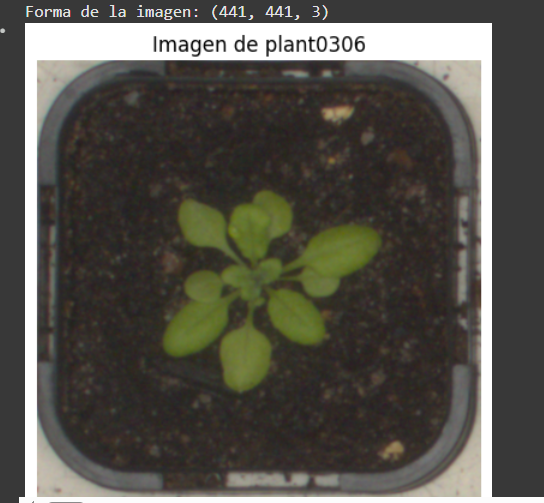 Forma de la imagen: (441, 441, 3)
Imagen de plant0306